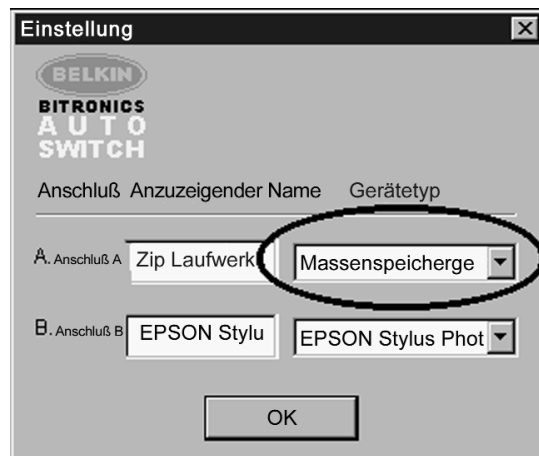 Einstellung
BELKIN
BITRONICS
AUTO
SWITCH
Anschluß Anzuzeigender Name Gerätetyp
A. Anschluß A Zip Laufwerk Massenspeicherge
B. Anschluß B EPSON Stylu EPSON Stylus Phot
OK